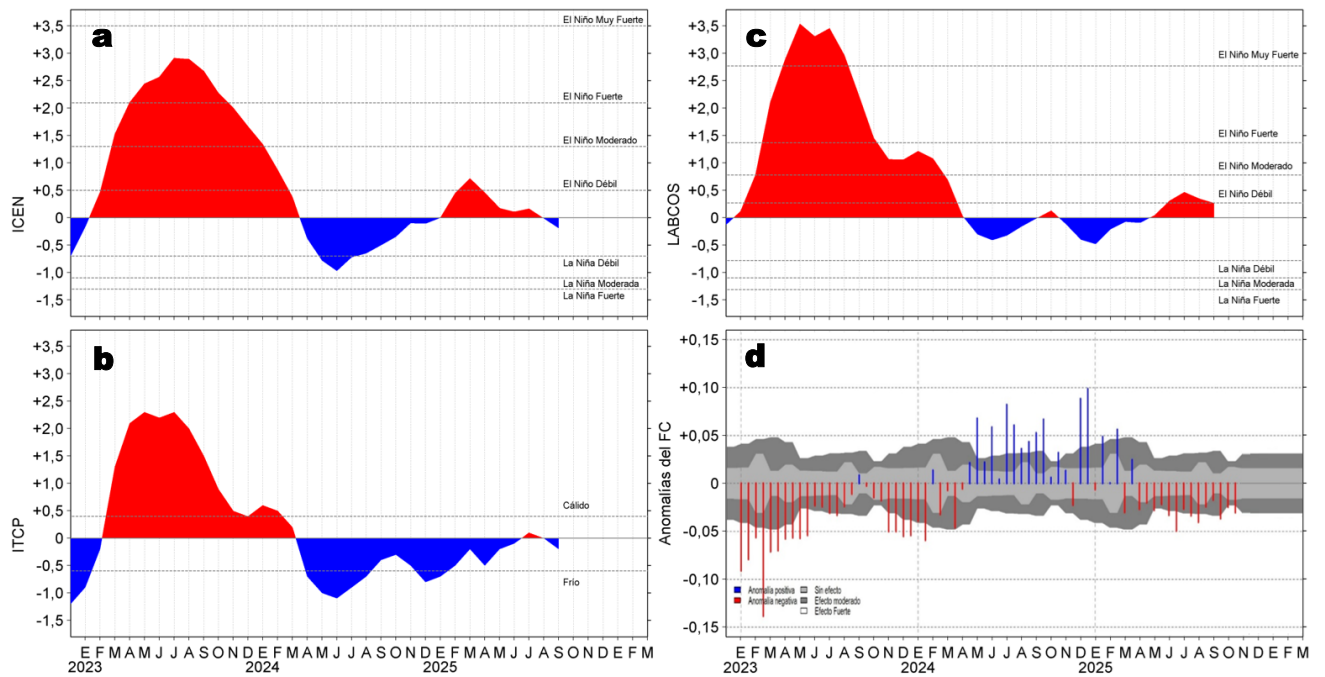 a
ICEN
+3,5
+3,0
+2,5
+2,0
+1,5
+1,0
+0,5
0
-0,5
-1,0
-1,5
El Niño Muy Fuerte
El Niño Fuerte
El Niño Moderado
El Niño Débil
La Niña Débil
La Niña Moderada
La Niña Fuerte
c
LABCOS
+3,5
+3,0
+2,5
+2,0
+1,5
+1,0
+0,5
0
-0,5
-1,0
-1,5
El Niño Muy Fuerte
El Niño Fuerte
El Niño Moderado
El Niño Débil
La Niña Débil
La Niña Moderada
La Niña Fuerte
b
ITCP
+3,5
+3,0
+2,5
+2,0
+1,5
+1,0
+0,5
0
-0,5
-1,0
-1,5
Cálido
Frío
E F M A M J J A S O N D E F M A M J J A S O N D E F M A M J J A S O N D E F M
2023 2024 2025
d
Anomalías del FC
+0,15
+0,10
+0,05
0
-0,05
-0,10
-0,15
Anomalía positiva Sin efecto
Anomalía negativa Efecto moderado
Efecto Fuerte
E F M A M J J A S O N D E F M A M J J A S O N D E F M A M J J A S O N D E F M
2023 2024 2025